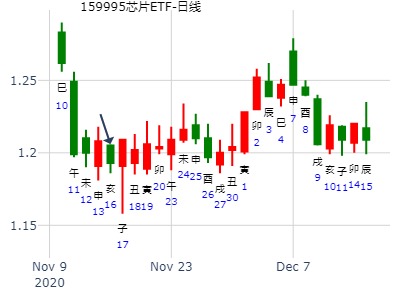 159995芯片ETF-日线
1.25
1.2
1.15
巳
10
午
11
未
12
申
13
亥
16
子
17
丑
18
寅
19
卯
20
午
23
未
24
申
25
酉
26
戌
27
丑
30
寅
1
卯
2
辰
3
巳
4
申
7
酉
8
戌
9
亥
10
子
11
卯
14
辰
15
Nov 9
2020
Nov 23
Dec 7